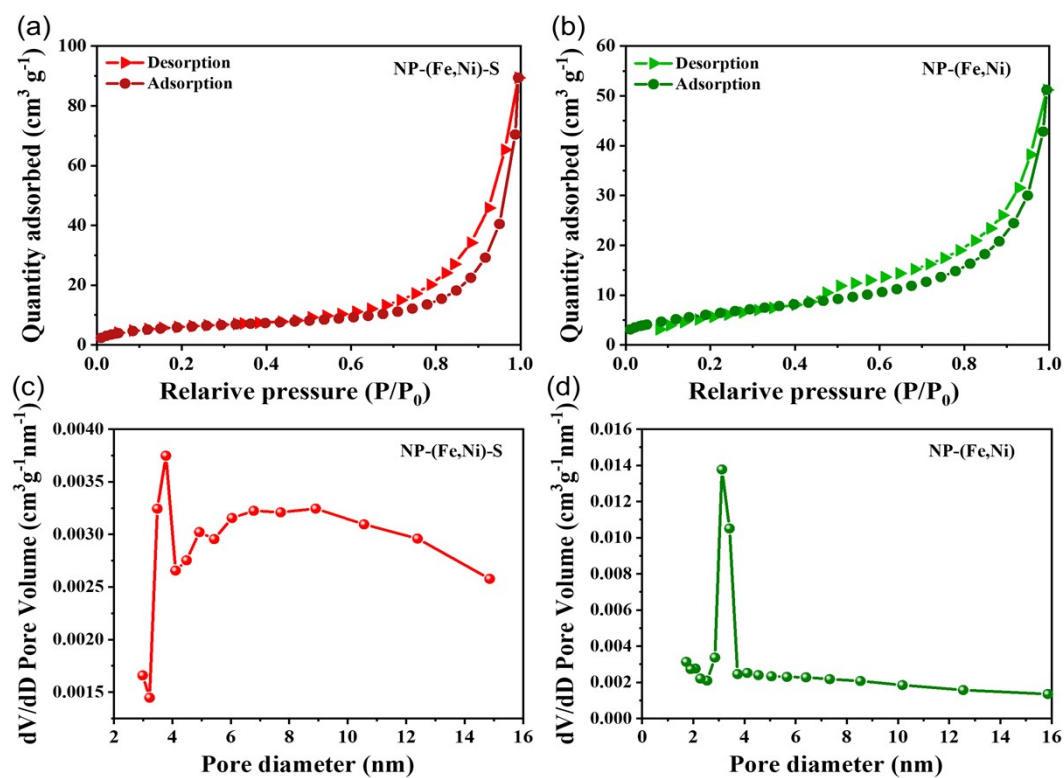 (a)
Quantity adsorbed (cm³ g⁻¹)
100
80
60
40
20
0
Desorption
Adsorption
NP-(Fe,Ni)-S
0.0 0.2 0.4 0.6 0.8 1.0
Relarive pressure (P/P₀)
(b)
Quantity adsorbed (cm³ g⁻¹)
60
50
40
30
20
10
0
Desorption
Adsorption
NP-(Fe,Ni)
0.0 0.2 0.4 0.6 0.8 1.0
Relarive pressure (P/P₀)
(c)
dV/dD Pore Volume (cm³g⁻¹nm⁻¹)
0.0040
0.0035
0.0030
0.0025
0.0020
0.0015
NP-(Fe,Ni)-S
2 4 6 8 10 12 14 16
Pore diameter (nm)
(d)
dV/dD Pore Volume (cm³g⁻¹nm⁻¹)
0.016
0.014
0.012
0.010
0.008
0.006
0.004
0.002
0.000
NP-(Fe,Ni)
0 2 4 6 8 10 12 14 16
Pore diameter (nm)